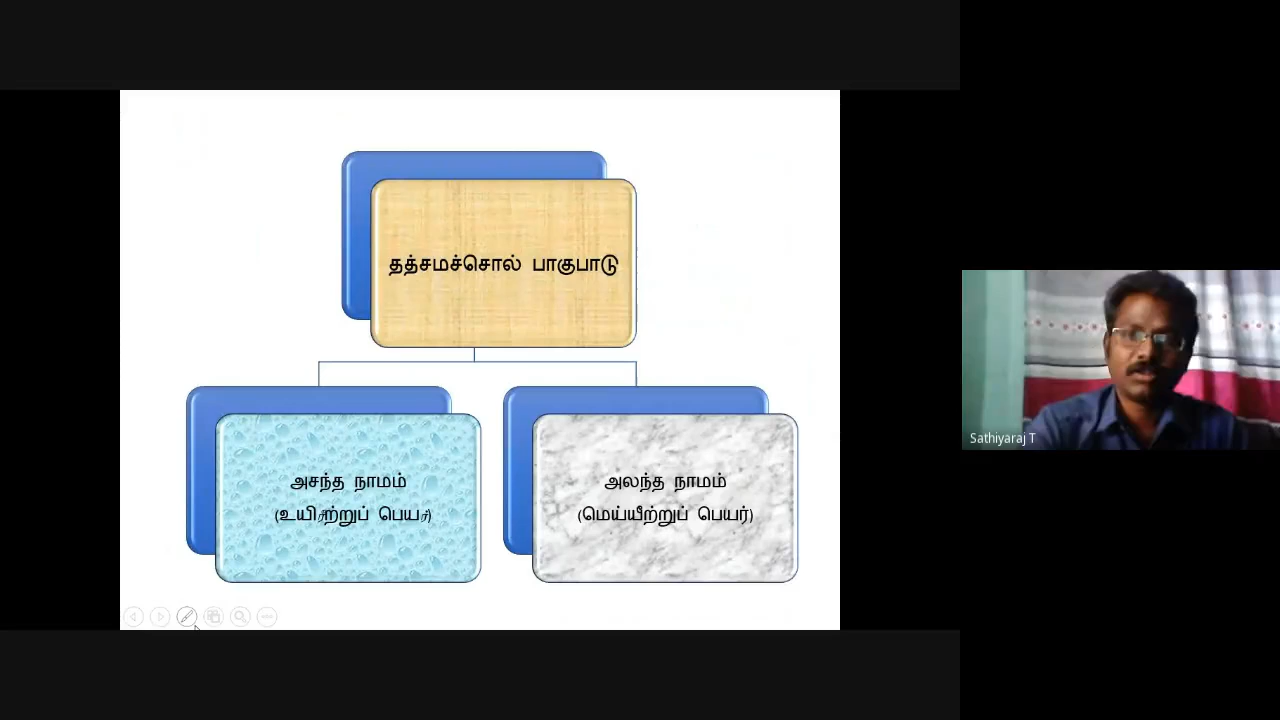 தத்சமச்சொல் பாகுபாடு
அசந்த நாமம்
(உயிரீற்றுப் பெயர்)
அலந்த நாமம்
(மெய்யீற்றுப் பெயர்)
Sathiyaraj T